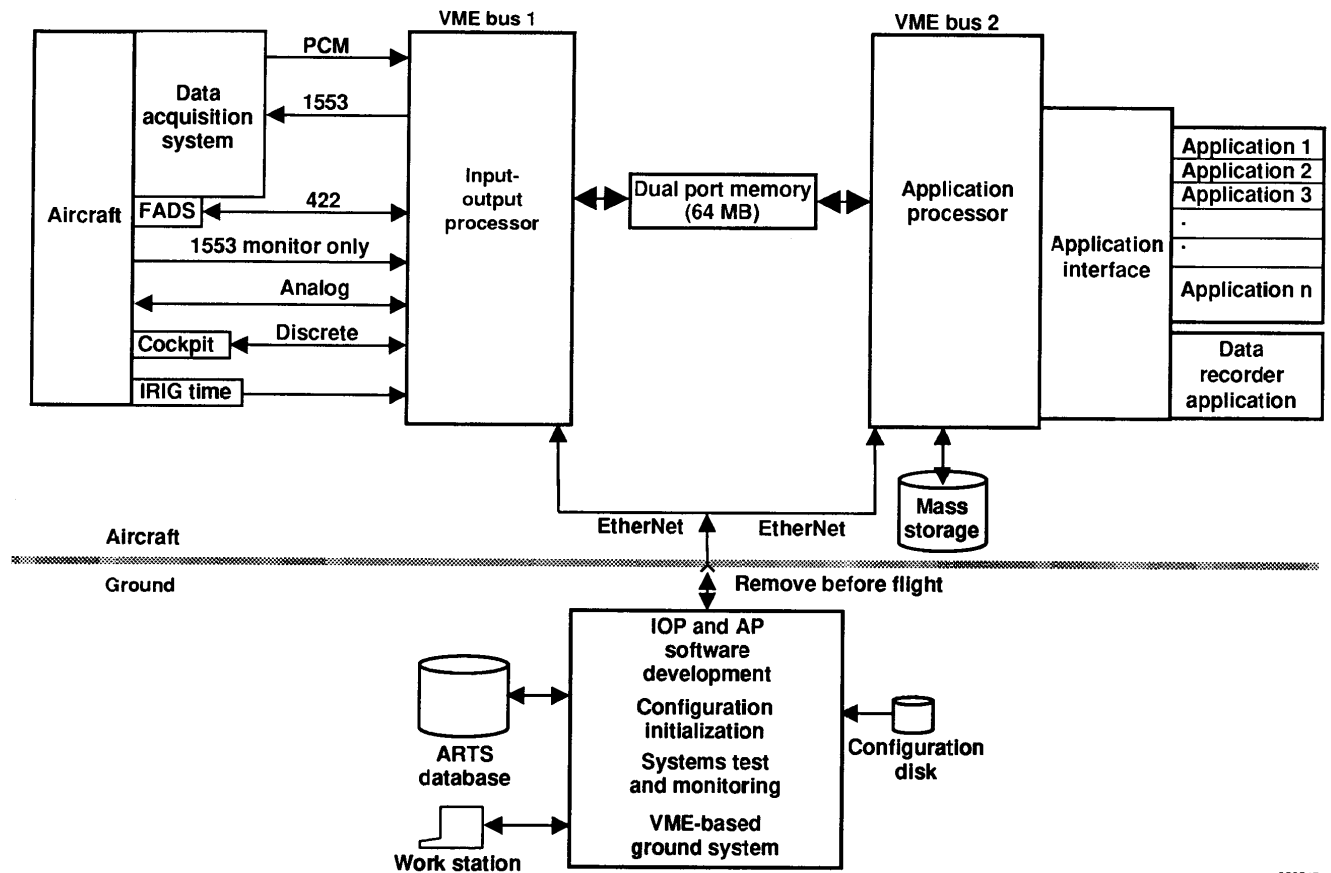 VME bus 1
VME bus 2
Aircraft
Data
acquisition
system
PCM
1553
FADS
422
1553 monitor only
Analog
Cockpit
Discrete
IRIG time
Input-
output
processor
Dual port memory
(64 MB)
Application
processor
Application
interface
Application 1
Application 2
Application 3
.
.
Application n
Data
recorder
application
Mass
storage
EtherNet
EtherNet
Aircraft
Ground
Remove before flight
IOP and AP
software
development
Configuration
initialization
Systems test
and monitoring
VME-based
ground system
ARTS
database
Work station
Configuration
disk